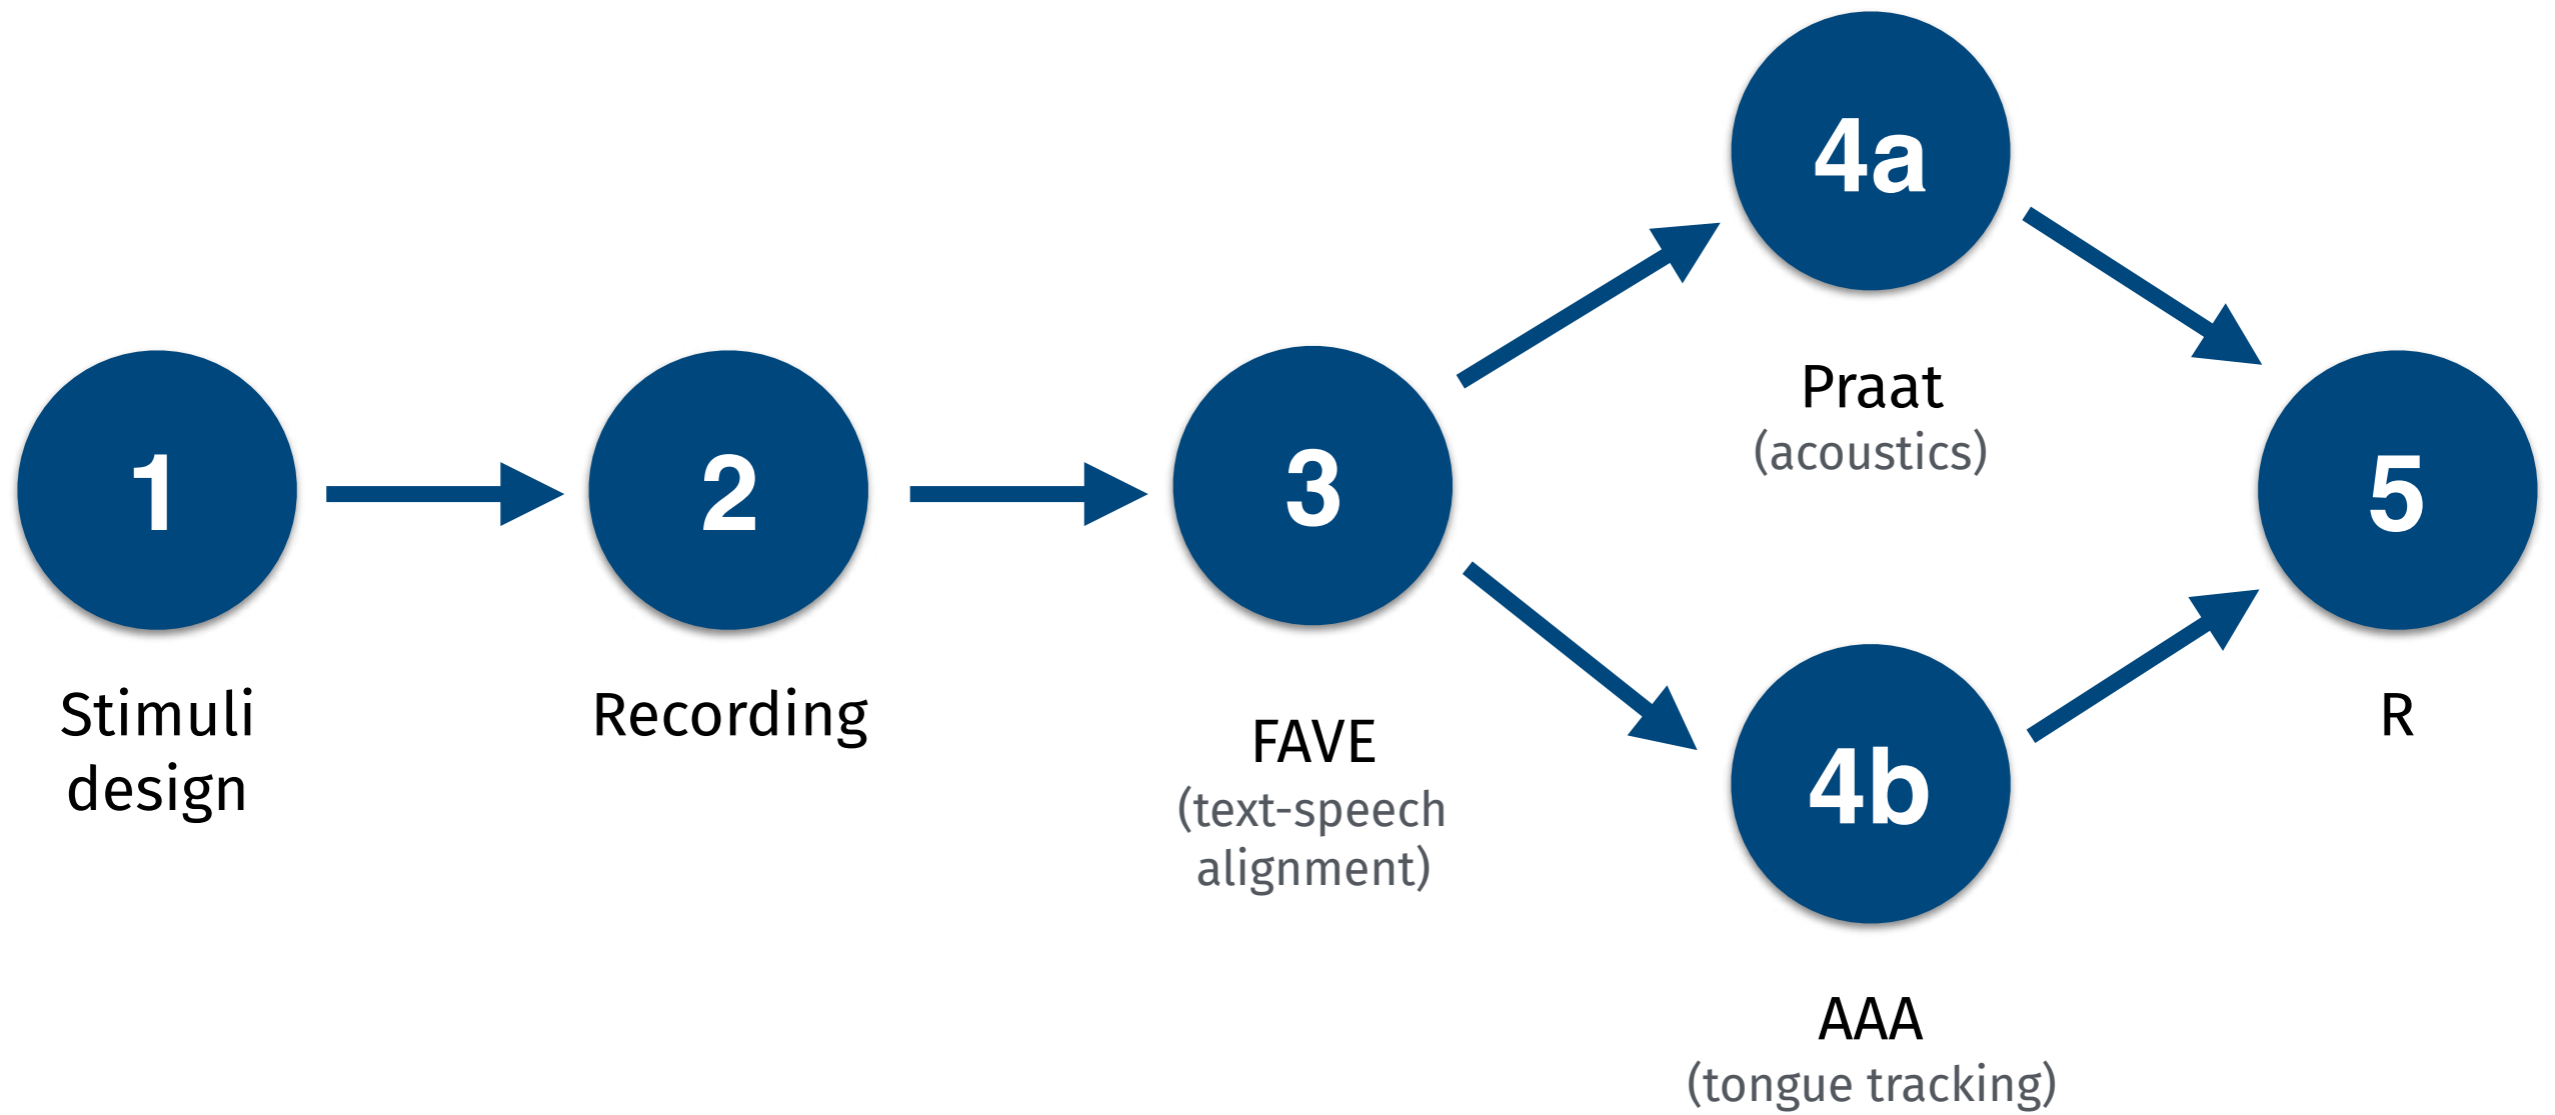 1
Stimuli
design
2
Recording
3
FAVE
(text-speech
alignment)
4a
Praat
(acoustics)
4b
AAA
(tongue tracking)
5
R